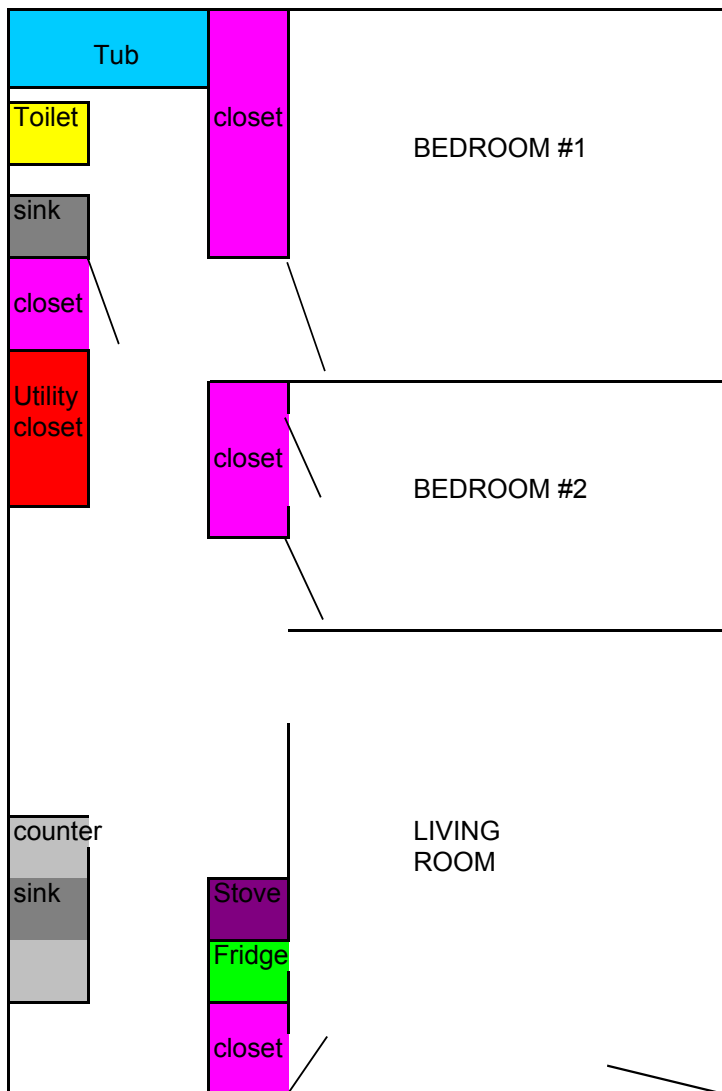 Tub
Toilet
closet
BEDROOM #1
sink
closet
Utility
closet
closet
BEDROOM #2
counter
LIVING
ROOM
sink
Stove
Fridge
closet